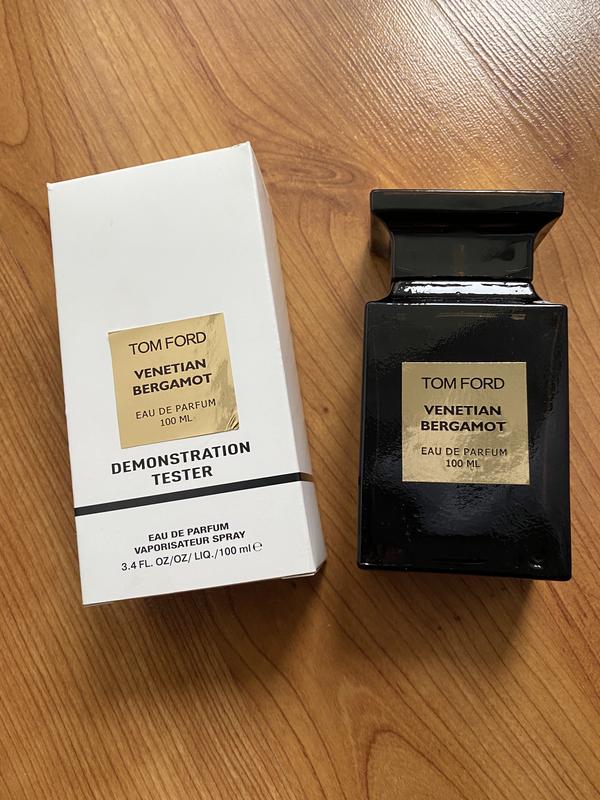 TOM FORD
VENETIAN
BERGAMOT
EAU DE PARFUM
100 ML
DEMONSTRATION
TESTER
EAU DE PARFUM
VAPORISATEUR SPRAY
3.4 FL. OZ/OZ/ LIQ./100 ml ℮
TOM FORD
VENETIAN
BERGAMOT
EAU DE PARFUM
100 ML